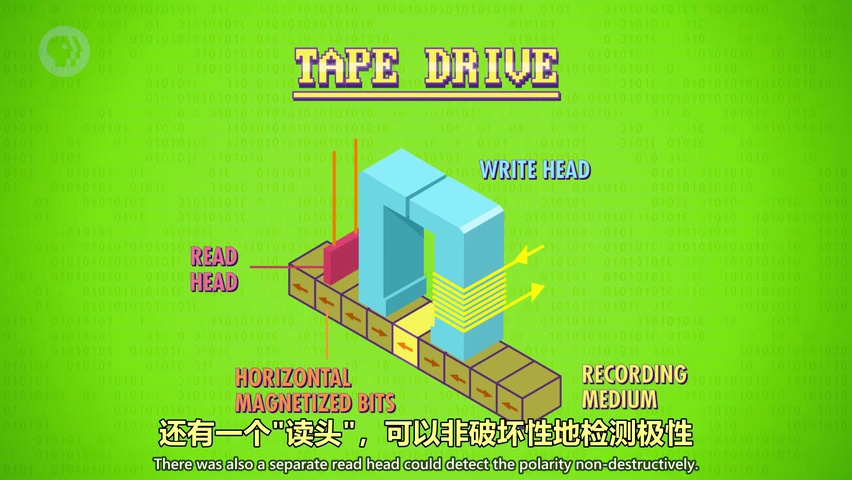 TAPE DRIVE
WRITE HEAD
READ
HEAD
HORIZONTAL
MAGNETIZED BITS
RECORDING
MEDIUM
还有一个"读头"，可以非破坏性地检测极性
There was also a separate read head could detect the polarity non-destructively.